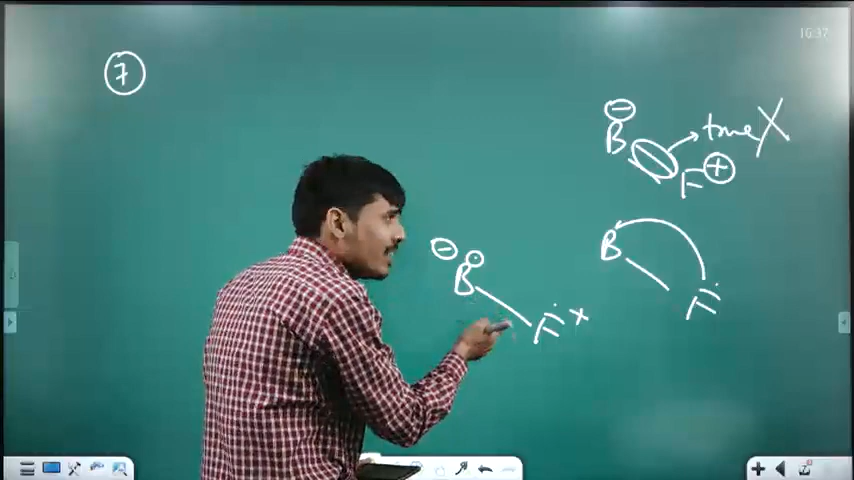 16:37
7
⊖
B = F ⊕ → true X
B – F
⊖
B – F x